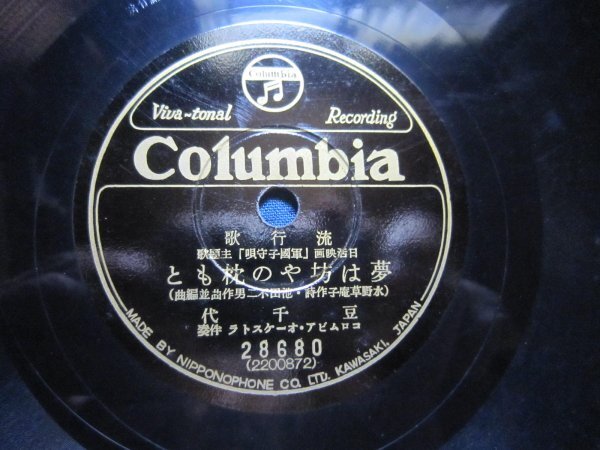 Columbia
Viva-tonal Recording
Columbia
流行歌
日活映画「軍國子守唄」主題歌
夢は坊やの枕もと
(水野草庵子作詩・池田不二男作曲並編曲)
豆千代
コロムビア・オーケストラ 伴奏
28680
(2200872)
MADE BY NIPPONOPHONE CO. LTD. KAWASAKI, JAPAN